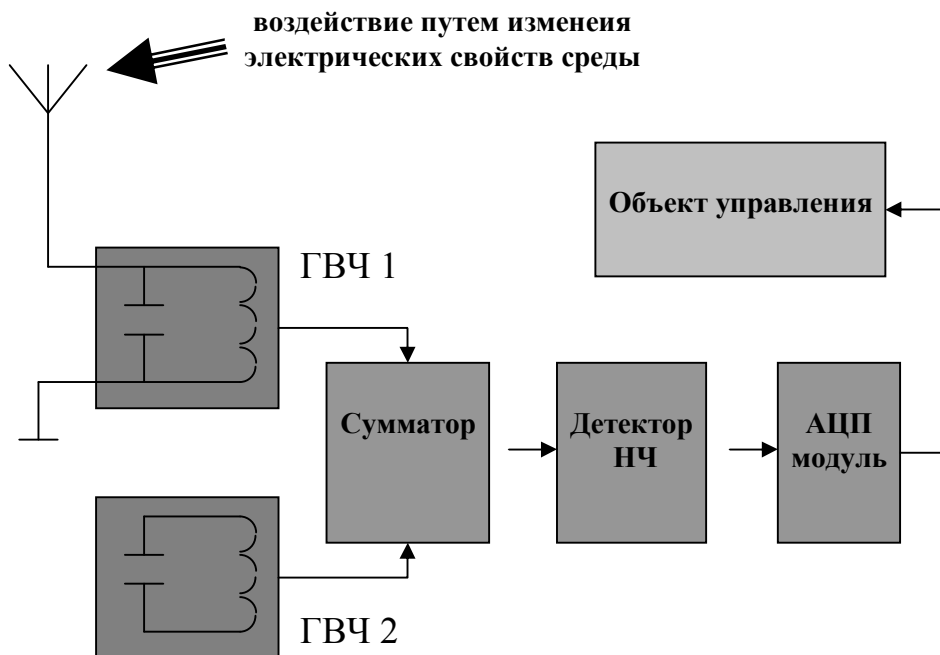 воздействие путем изменеия
электрических свойств среды
Объект управления
ГВЧ 1
Сумматор
Детектор
НЧ
АЦП
модуль
ГВЧ 2